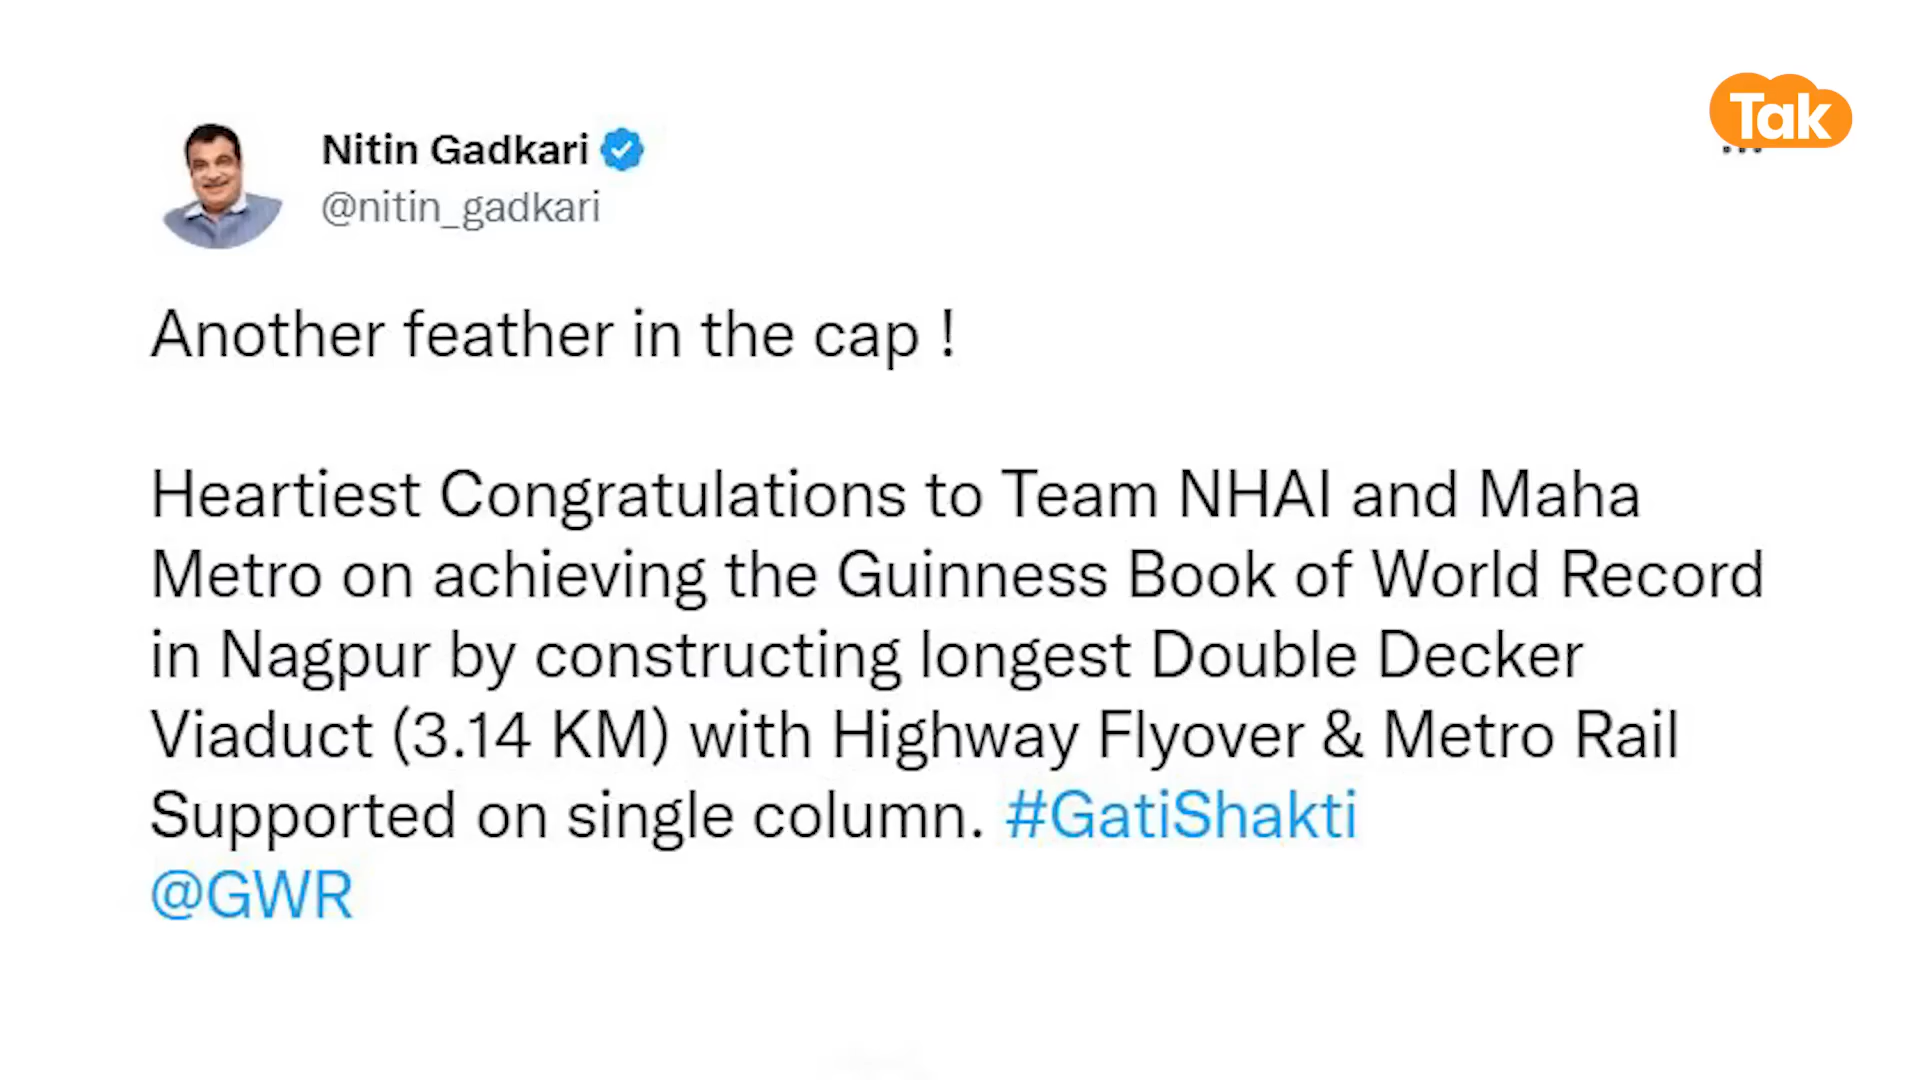 Tak
Nitin Gadkari
@nitin_gadkari
Another feather in the cap !
Heartiest Congratulations to Team NHAI and Maha
Metro on achieving the Guinness Book of World Record
in Nagpur by constructing longest Double Decker
Viaduct (3.14 KM) with Highway Flyover & Metro Rail
Supported on single column. #GatiShakti
@GWR